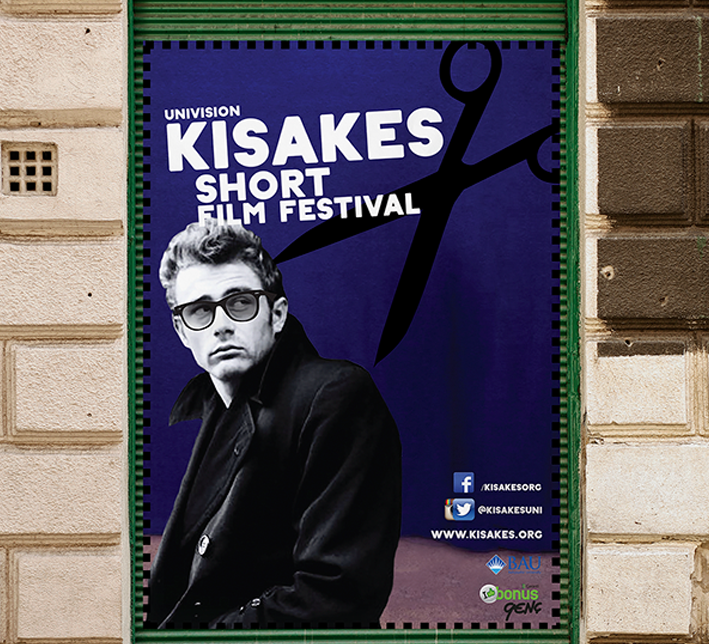 UNIVISION
KISAKES
SHORT
FILM FESTIVAL
/KISAKESORG
@KISAKESUNI
WWW.KISAKES.ORG
BAU
bonus
GENÇ